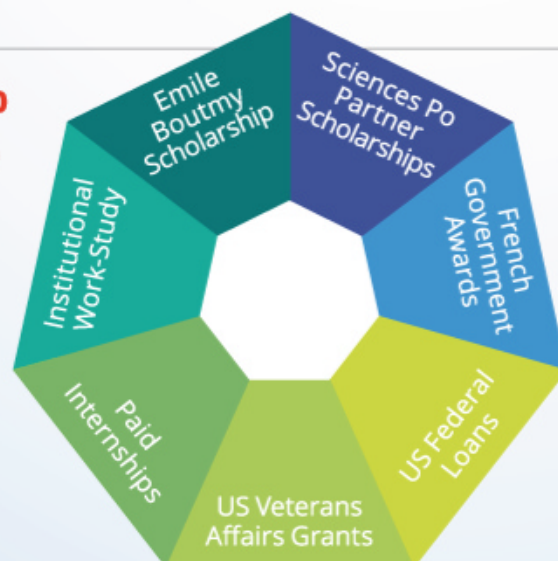 Emile
Boutmy
Scholarship
Sciences Po
Partner
Scholarships
French
Government
Awards
US Federal
Loans
US Veterans
Affairs Grants
Paid
Internships
Institutional
Work-Study